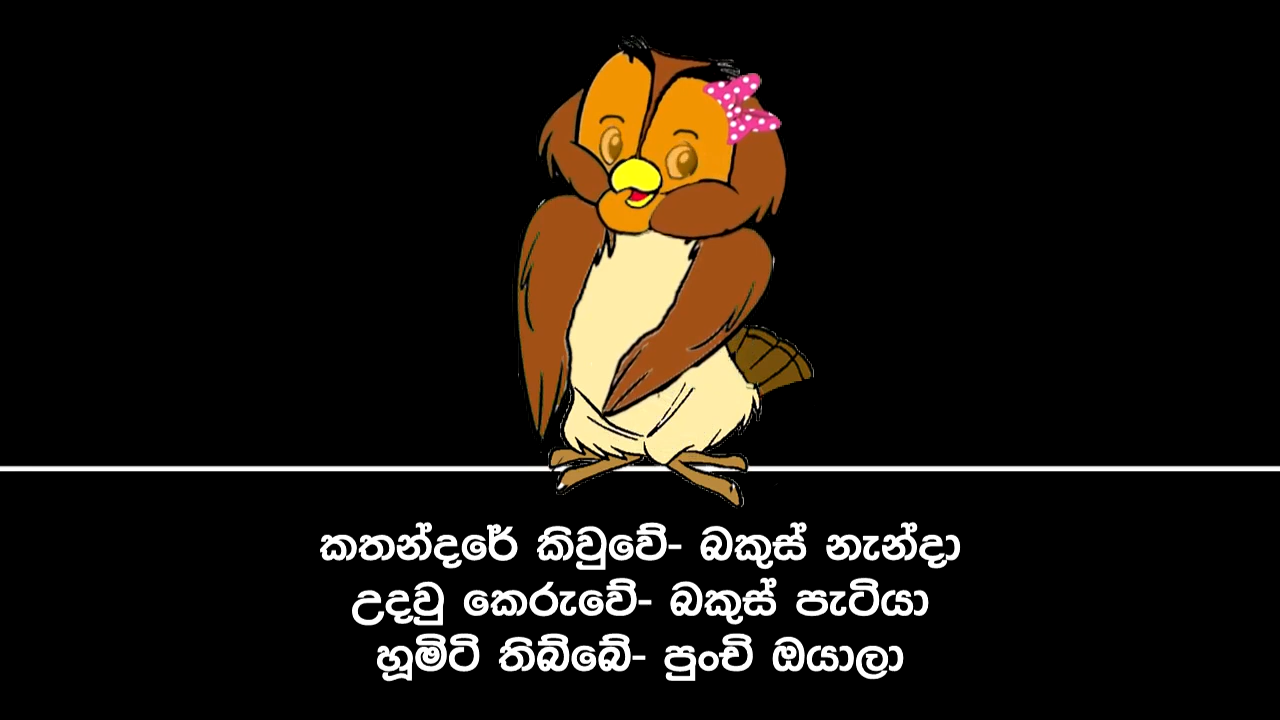 කතන්දරේ කිව්වේ- බකුස් නැන්දා
උදවු කෙරුවේ- බකුස් පැටියා
හූමිටි තිබ්බේ- පුංචි ඔයාලා